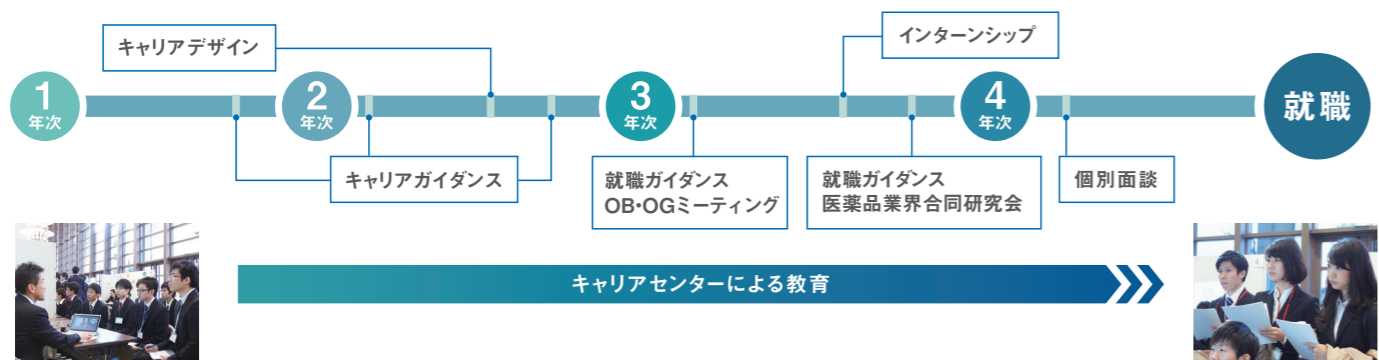 キャリアデザイン
インターンシップ
1
年次
2
年次
3
年次
4
年次
就職
キャリアガイダンス
就職ガイダンス
OB・OGミーティング
就職ガイダンス
医薬品業界合同研究会
個別面談
キャリアセンターによる教育